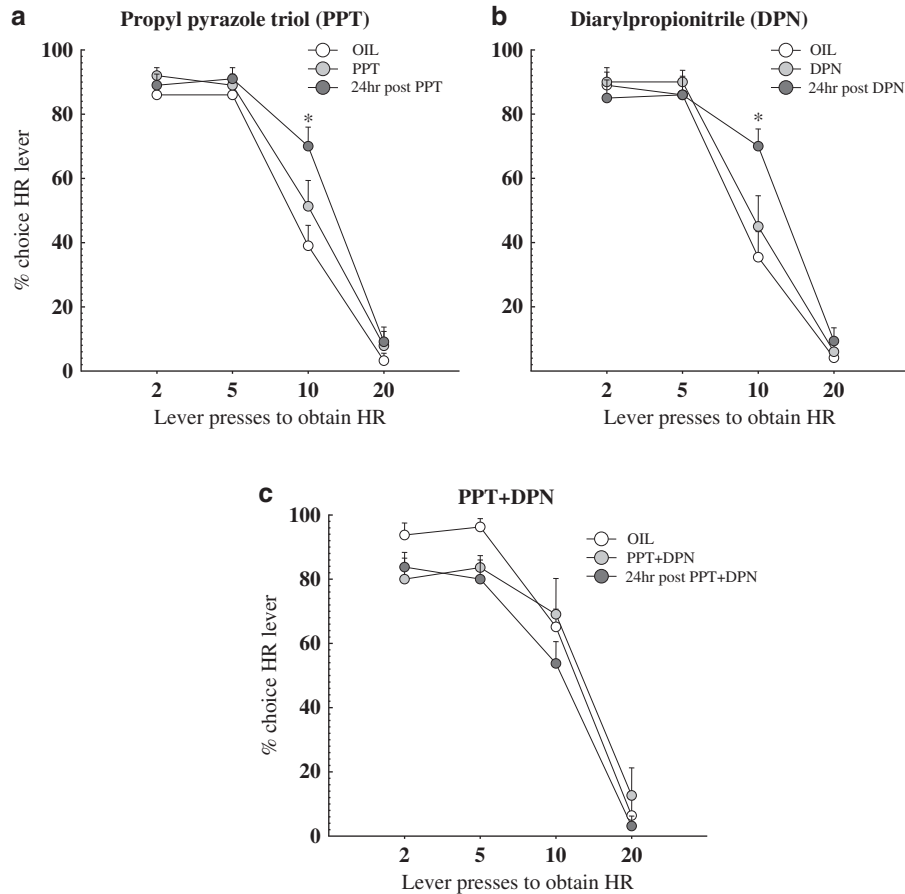 a
Propyl pyrazole triol (PPT)
OIL
PPT
24hr post PPT
*
100
80
60
40
20
0
% choice HR lever
2 5 10 20
Lever presses to obtain HR
b
Diarylpropionitrile (DPN)
OIL
DPN
24hr post DPN
*
100
80
60
40
20
0
2 5 10 20
Lever presses to obtain HR
c
PPT+DPN
OIL
PPT+DPN
24hr post PPT+DPN
100
80
60
40
20
0
% choice HR lever
2 5 10 20
Lever presses to obtain HR